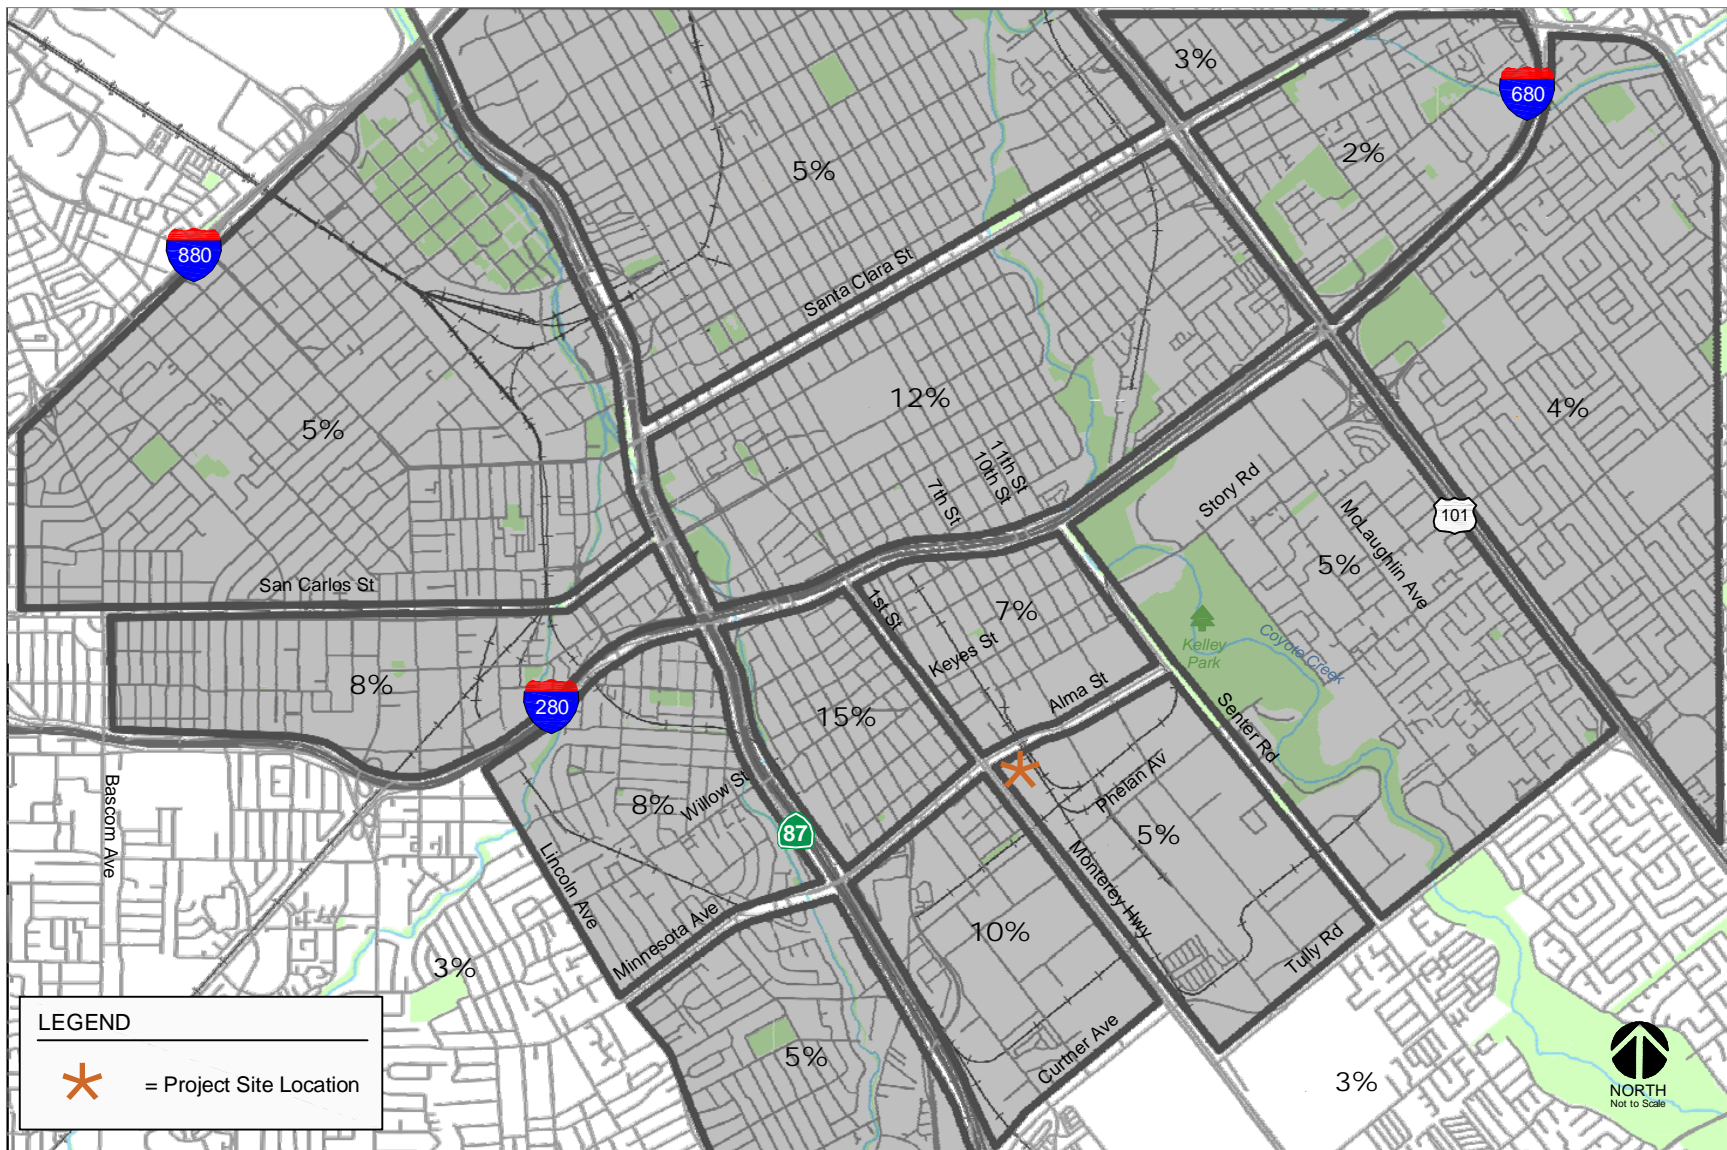 3%
680
2%
5%
880
Santa Clara St
12%
4%
5%
11th St
10th St
7th St
Story Rd
McLaughlin Ave
101
5%
San Carlos St
1st St
7%
Keyes St
Kelley
Park
Coyote Creek
8%
280
15%
Alma St
Senter Rd
Bascom Ave
8%
Willow St
87
Phelan Av
5%
Lincoln Ave
Monterey Hwy
Minnesota Ave
10%
Tully Rd
3%
5%
Curtner Ave
3%
LEGEND
= Project Site Location
NORTH
Not to Scale